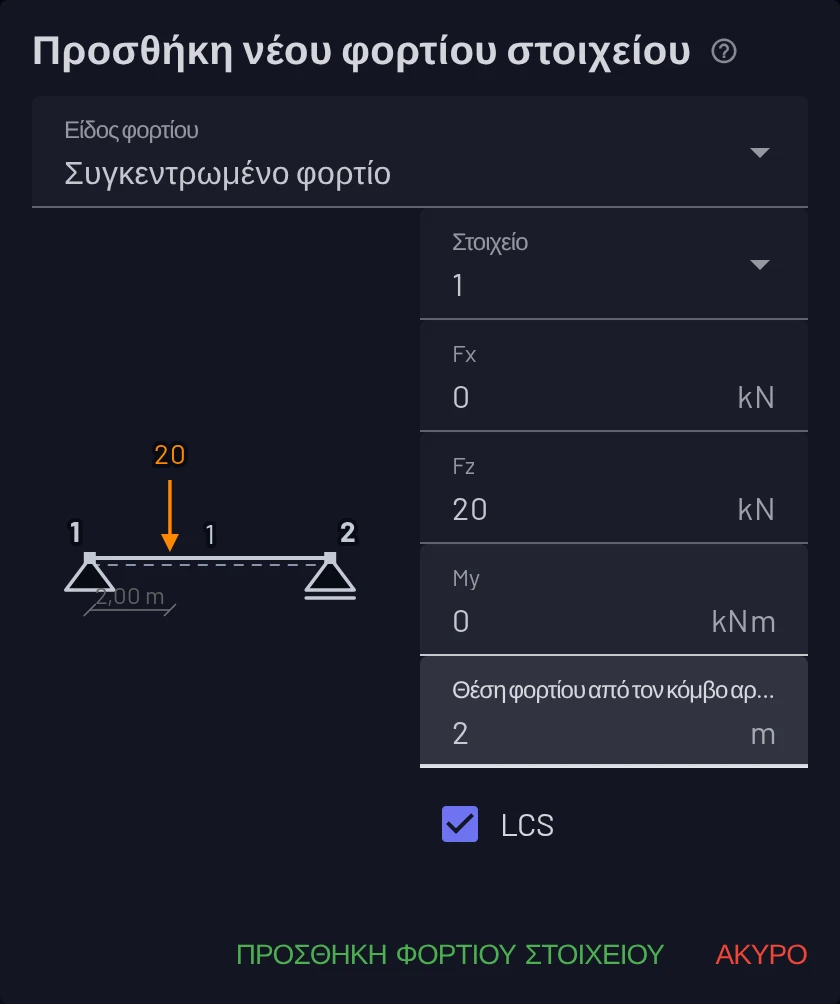 Προσθήκη νέου φορτίου στοιχείου
Είδος φορτίου
Συγκεντρωμένο φορτίο
Στοιχείο
1
Fx
0 kN
Fz
20 kN
20
1 1 2
2,00 m
My
0 kNm
Θέση φορτίου από τον κόμβο αρ...
2 m
LCS
ΠΡΟΣΘΗΚΗ ΦΟΡΤΙΟΥ ΣΤΟΙΧΕΙΟΥ ΑΚΥΡΟ